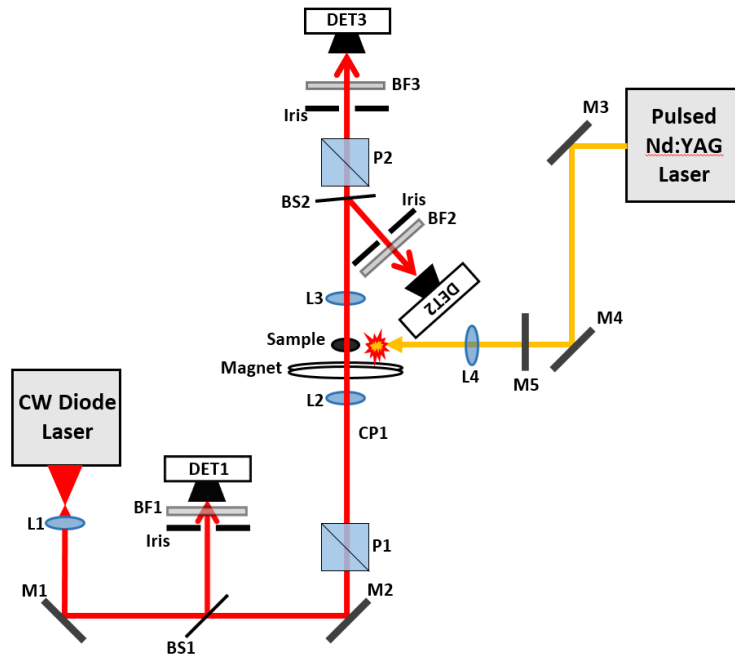 DET3
BF3
Iris
P2
BS2
Iris
BF2
DET2
L3
Sample
Magnet
L2
CP1
M3
Pulsed
Nd:YAG
Laser
M4
L4
M5
CW Diode
Laser
DET1
BF1
Iris
L1
P1
M1
M2
BS1